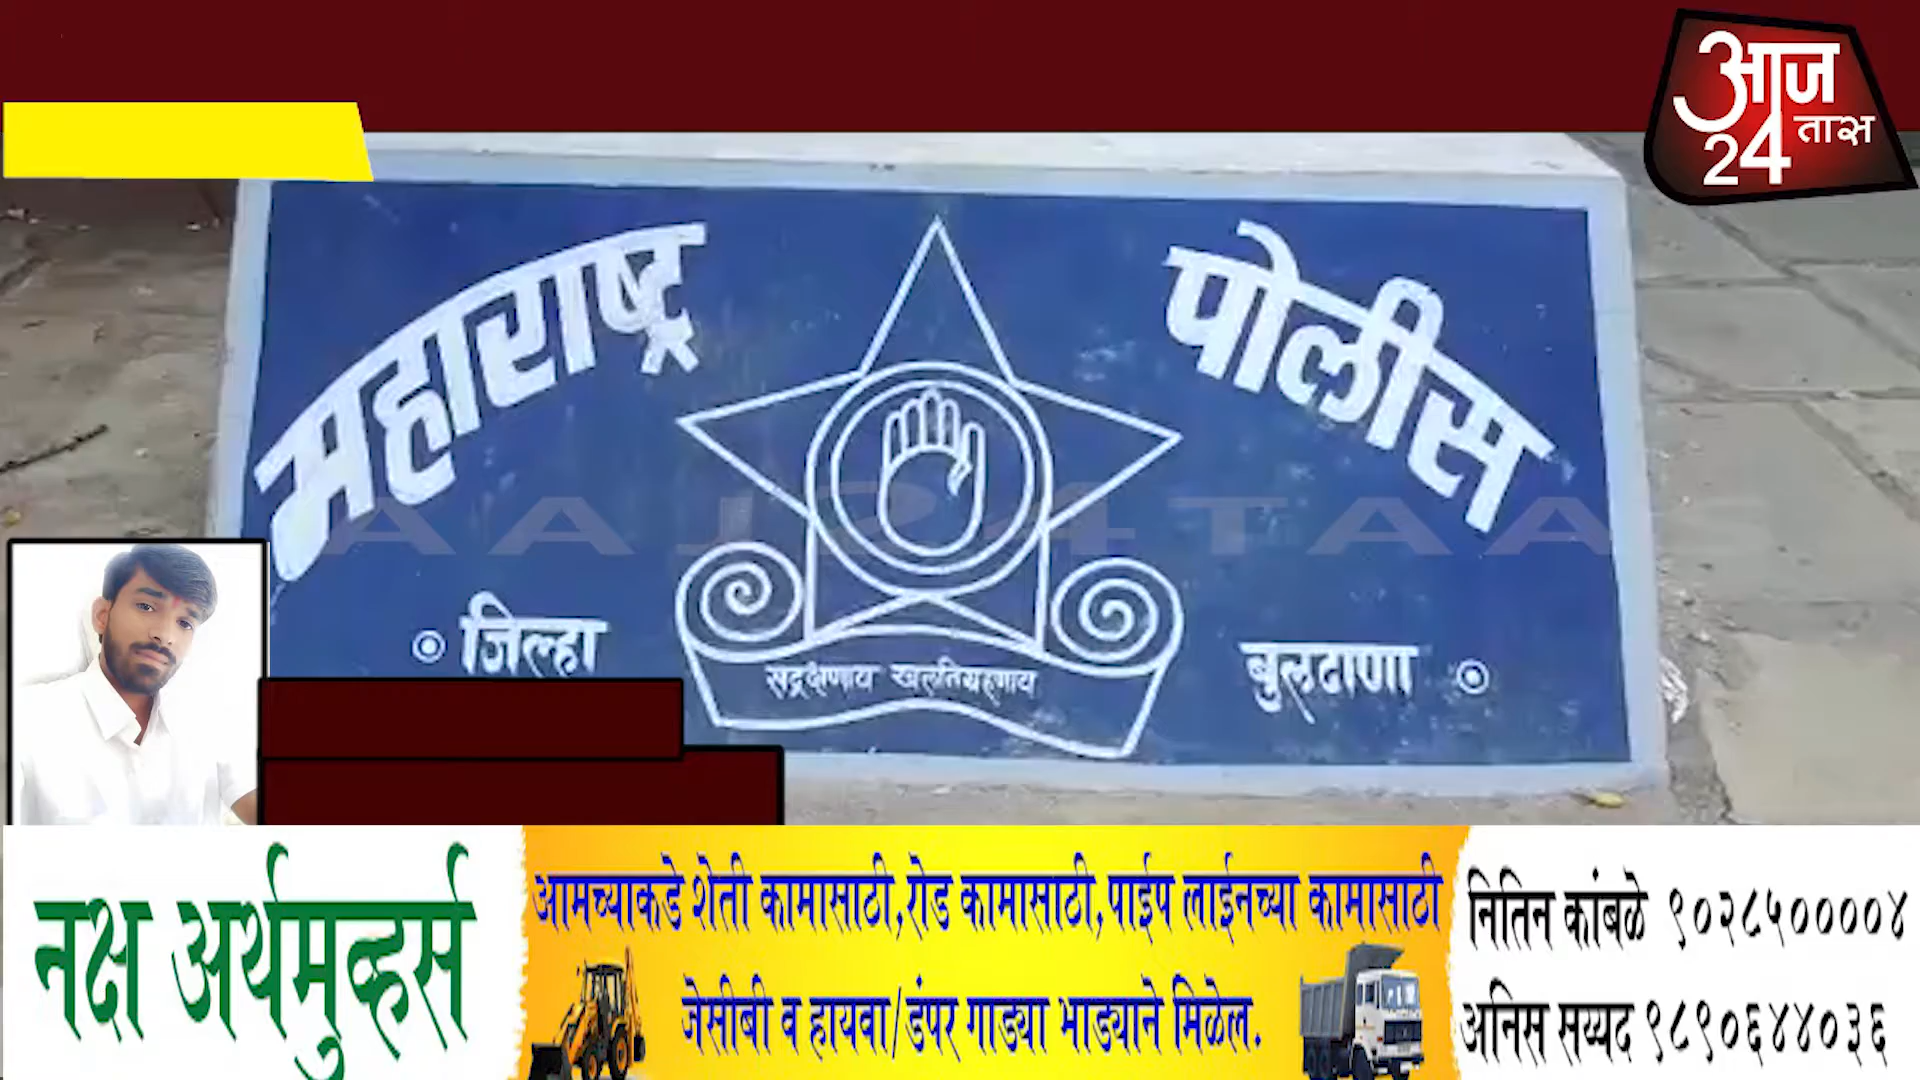 आज
24 तास
महाराष्ट्र पोलीस
AAJ24TAAS
जिल्हा बुलढाणा
सद्रक्षणाय खलनिग्रहणाय
नक्ष अर्थमुव्हर्स
आमच्याकडे शेती कामासाठी,रोड कामासाठी,पाईप लाईनच्या कामासाठी
जेसीबी व हायवा/डंपर गाड्या भाड्याने मिळेल.
नितिन कांबळे ९०२८५००००४
अनिस सय्यद ९८९०६४४०३६